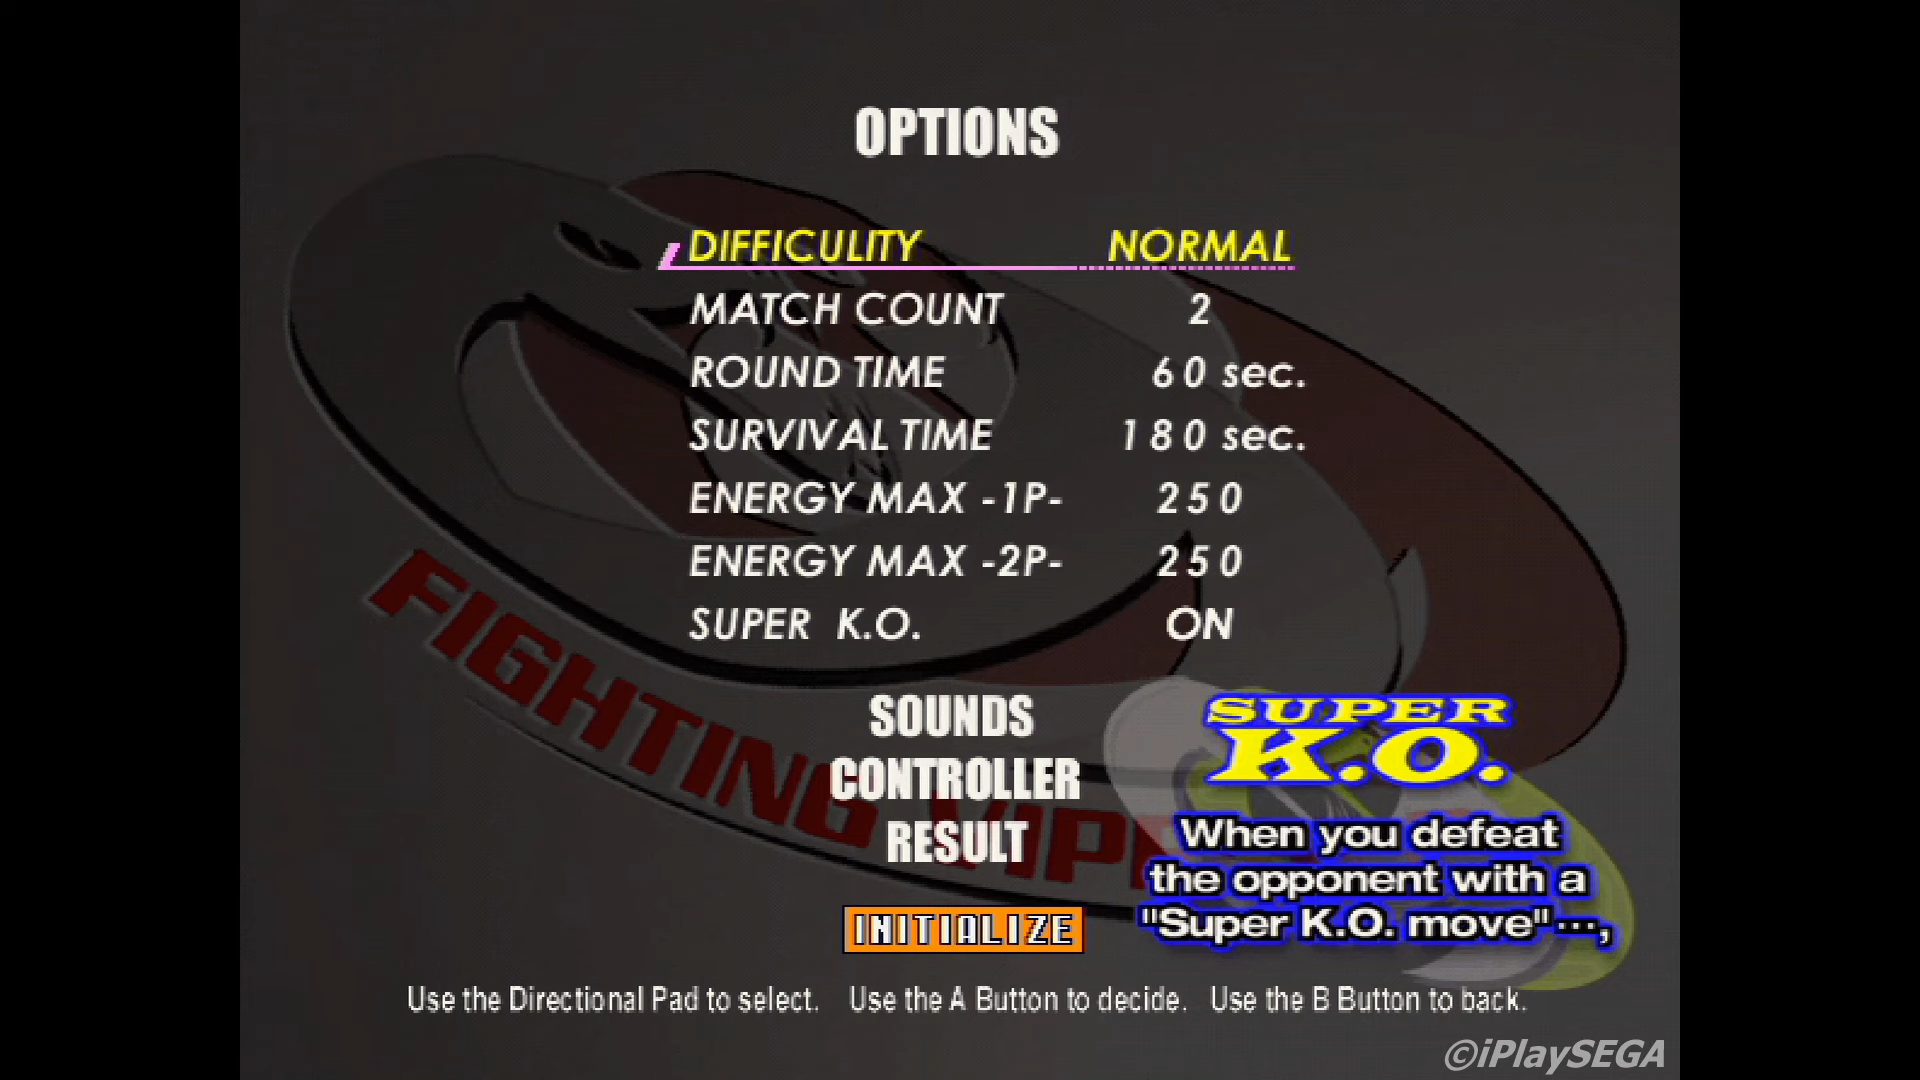 OPTIONS
DIFFICULITY NORMAL
MATCH COUNT 2
ROUND TIME 60 sec.
SURVIVAL TIME 180 sec.
ENERGY MAX -1P- 250
ENERGY MAX -2P- 250
SUPER K.O. ON
SOUNDS
CONTROLLER
RESULT
INITIALIZE
SUPER
K.O.
When you defeat
the opponent with a
"Super K.O. move"…,
FIGHTING VIP
Use the Directional Pad to select. Use the A Button to decide. Use the B Button to back.
©iPlaySEGA